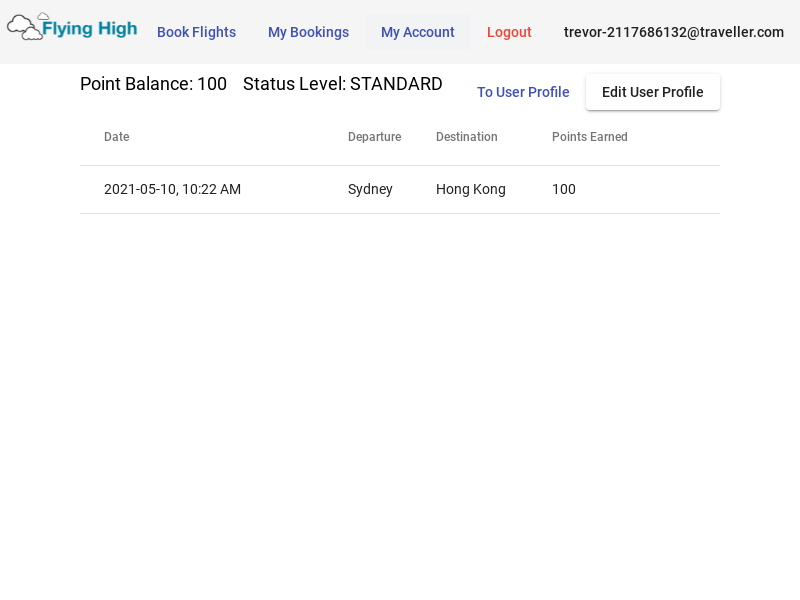 Flying High Book Flights My Bookings My Account Logout trevor-2117686132@traveller.com
Point Balance: 100 Status Level: STANDARD To User Profile Edit User Profile
Date Departure Destination Points Earned
2021-05-10, 10:22 AM Sydney Hong Kong 100